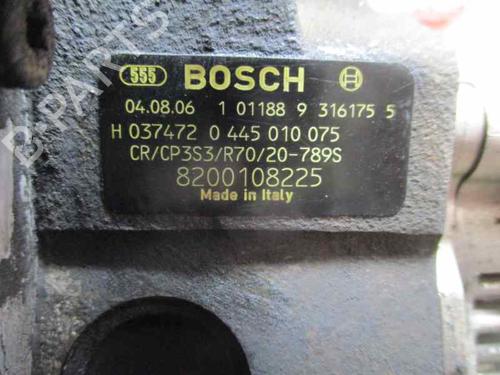 555 BOSCH
04.08.06 1 01188 9 316175 5
H 037472 0 445 010 075
CR/CP3S3/R70/20-789S
8200108225
Made in Italy